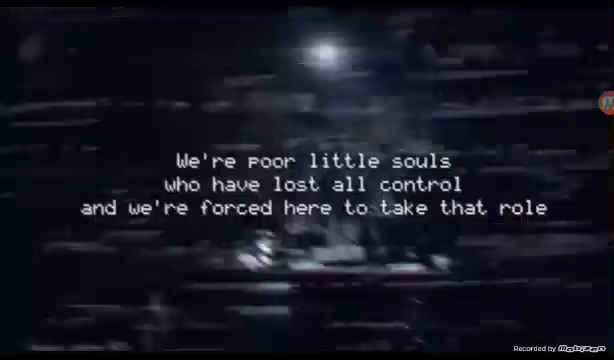 We're poor little souls
who have lost all control
and we're forced here to take that role
Recorded by Mobizen